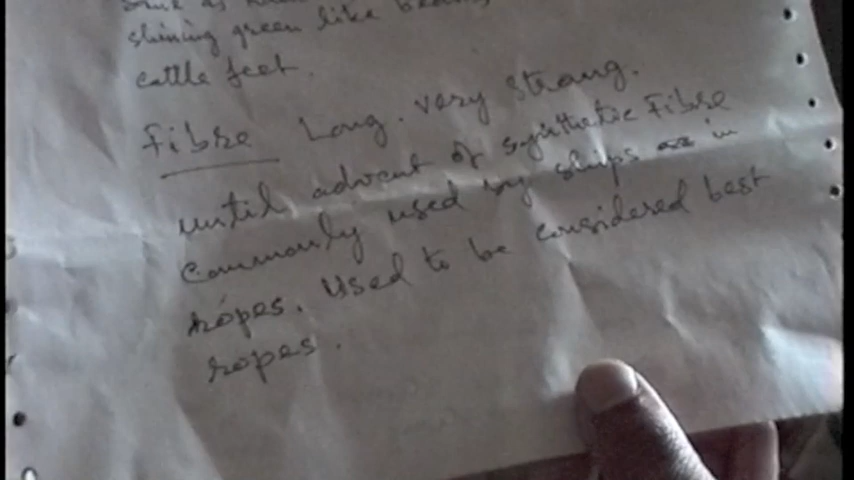 shining green like beans,
cattle feet.
Fibre Long. Very Strong.
until advent of synthetic Fibre
Commonly used by ships in
ropes. Used to be considered best
ropes.